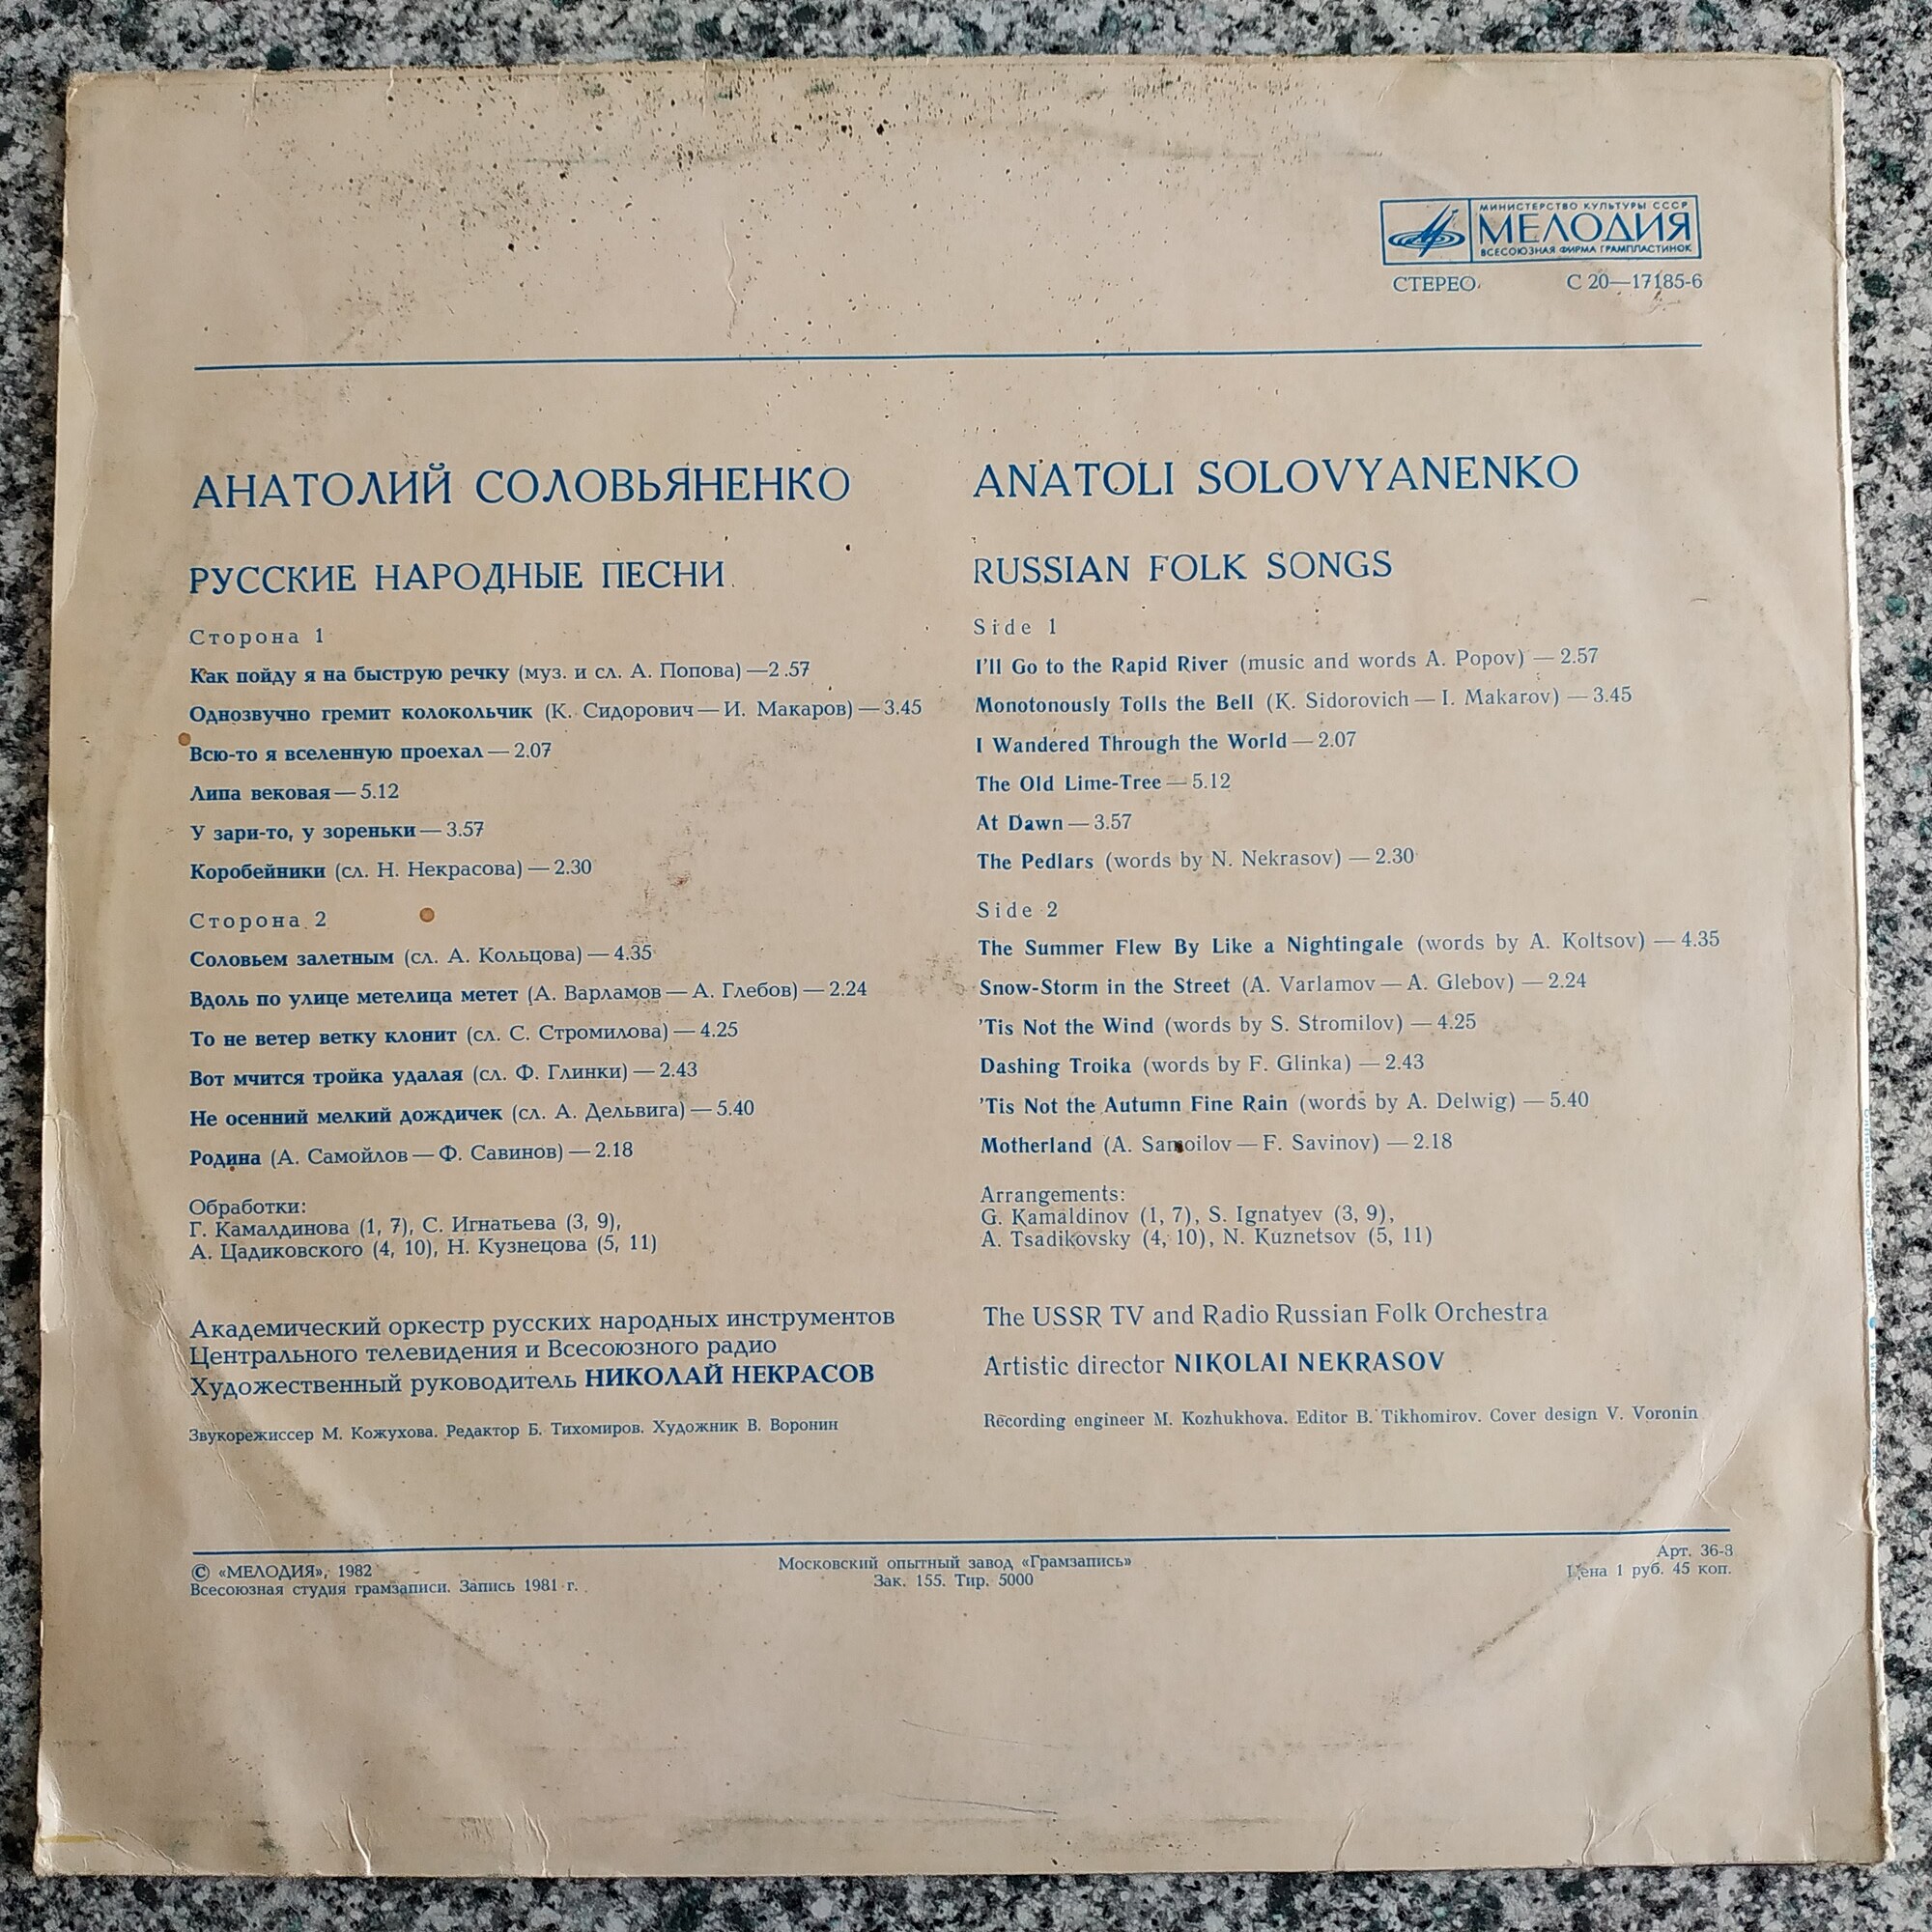 МИНИСТЕРСТВО КУЛЬТУРЫ СССР
МЕЛОДИЯ
ВСЕСОЮЗНАЯ ФИРМА ГРАМПЛАСТИНОК
СТЕРЕО
С 20—17185-6
АНАТОЛИЙ СОЛОВЬЯНЕНКО
РУССКИЕ НАРОДНЫЕ ПЕСНИ
Сторона 1
Как пойду я на быструю речку (муз. и сл. А. Попова) —2.57
Однозвучно гремит колокольчик (К. Сидорович — И. Макаров) — 3.45
Всю-то я вселенную проехал — 2.07
Липа вековая — 5.12
У зари-то, у зореньки — 3.57
Коробейники (сл. Н. Некрасова) — 2.30
Сторона 2
Соловьем залетным (сл. А. Кольцова) — 4.35
Вдоль по улице метелица метет (А. Варламов — А. Глебов) — 2.24
То не ветер ветку клонит (сл. С. Стромилова) — 4.25
Вот мчится тройка удалая (сл. Ф. Глинки) — 2.43
Не осенний мелкий дождичек (сл. А. Дельвига) — 5.40
Родина (А. Самойлов — Ф. Савинов) — 2.18
Обработки:
Г. Камалдинова (1, 7), С. Игнатьева (3, 9),
А. Цадиковского (4, 10), Н. Кузнецова (5, 11)
Академический оркестр русских народных инструментов
Центрального телевидения и Всесоюзного радио
Художественный руководитель НИКОЛАЙ НЕКРАСОВ
Звукорежиссер М. Кожухова. Редактор Б. Тихомиров. Художник В. Воронин
ANATOLI SOLOVYANENKO
RUSSIAN FOLK SONGS
Side 1
I'll Go to the Rapid River (music and words A. Popov) — 2.57
Monotonously Tolls the Bell (K. Sidorovich — I. Makarov) — 3.45
I Wandered Through the World — 2.07
The Old Lime-Tree — 5.12
At Dawn — 3.57
The Pedlars (words by N. Nekrasov) — 2.30
Side 2
The Summer Flew By Like a Nightingale (words by A. Koltsov) — 4.35
Snow-Storm in the Street (A. Varlamov — A. Glebov) — 2.24
'Tis Not the Wind (words by S. Stromilov) — 4.25
Dashing Troika (words by F. Glinka) — 2.43
'Tis Not the Autumn Fine Rain (words by A. Delwig) — 5.40
Motherland (A. Samoilov — F. Savinov) — 2.18
Arrangements:
G. Kamaldinov (1, 7), S. Ignatyev (3, 9),
A. Tsadikovsky (4, 10), N. Kuznetsov (5, 11)
The USSR TV and Radio Russian Folk Orchestra
Artistic director NIKOLAI NEKRASOV
Recording engineer M. Kozhukhova. Editor B. Tikhomirov. Cover design V. Voronin
© «МЕЛОДИЯ», 1982
Всесоюзная студия грамзаписи. Запись 1981 г.
Московский опытный завод «Грамзапись»
Зак. 155. Тир. 5000
Арт. 36-3
Цена 1 руб. 45 коп.